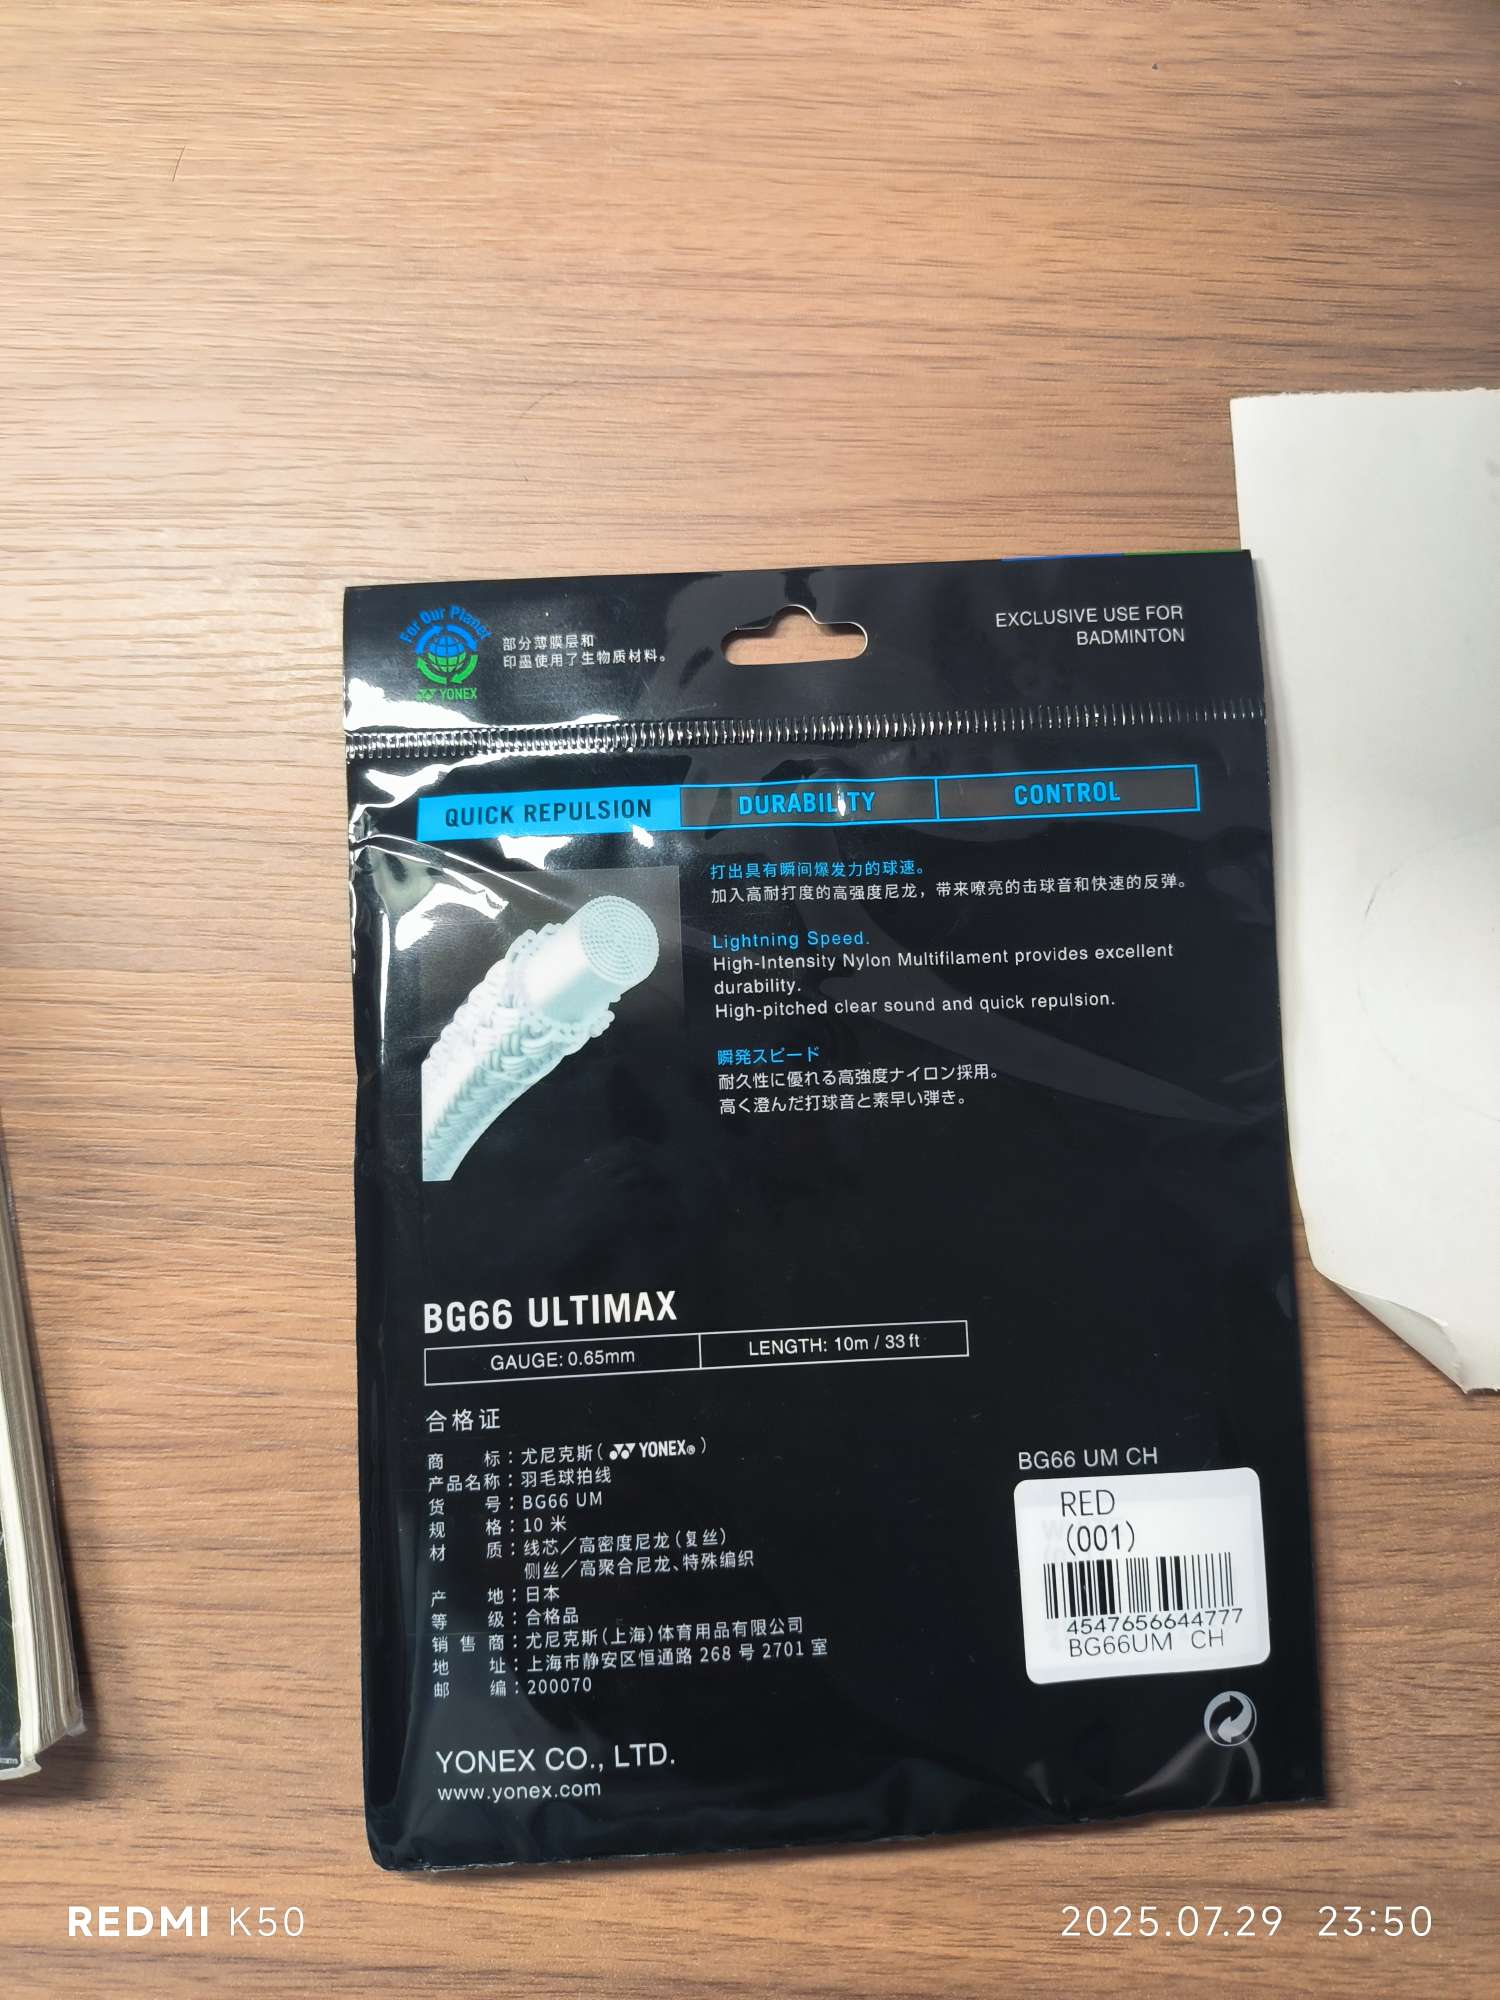 For Our Planet
YONEX
部分薄膜层和
印墨使用了生物质材料。
EXCLUSIVE USE FOR
BADMINTON
QUICK REPULSION
DURABILITY
CONTROL
打出具有瞬间爆发力的球速。
加入高耐打度的高强度尼龙，带来嘹亮的击球音和快速的反弹。
Lightning Speed.
High-Intensity Nylon Multifilament provides excellent
durability.
High-pitched clear sound and quick repulsion.
瞬発スピード
耐久性に優れる高強度ナイロン採用。
高く澄んだ打球音と素早い弾き。
BG66 ULTIMAX
GAUGE: 0.65mm
LENGTH: 10m / 33 ft
合格证
商 标：尤尼克斯（YONEX®）
产品名称：羽毛球拍线
货 号：BG66 UM
规 格：10 米
材 质：线芯／高密度尼龙（复丝）
侧丝／高聚合尼龙、特殊编织
产 地：日本
等 级：合格品
销 售 商：尤尼克斯（上海）体育用品有限公司
地 址：上海市静安区恒通路 268 号 2701 室
邮 编：200070
BG66 UM CH
RED
(001)
4547656644777
BG66UM CH
YONEX CO., LTD.
www.yonex.com
REDMI K50
2025.07.29 23:50